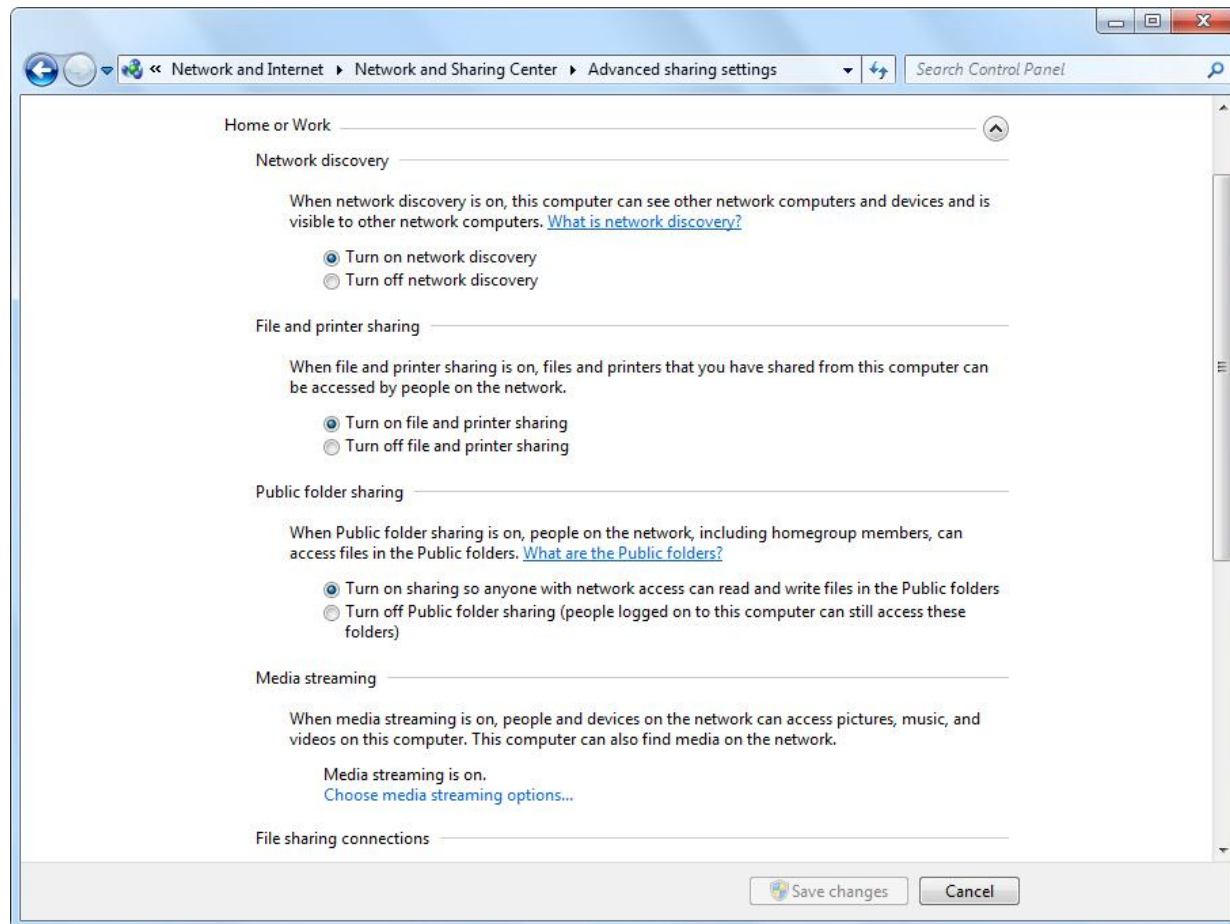 « Network and Internet ▸ Network and Sharing Center ▸ Advanced sharing settings
Search Control Panel
Home or Work
Network discovery
When network discovery is on, this computer can see other network computers and devices and is
visible to other network computers. What is network discovery?
Turn on network discovery
Turn off network discovery
File and printer sharing
When file and printer sharing is on, files and printers that you have shared from this computer can
be accessed by people on the network.
Turn on file and printer sharing
Turn off file and printer sharing
Public folder sharing
When Public folder sharing is on, people on the network, including homegroup members, can
access files in the Public folders. What are the Public folders?
Turn on sharing so anyone with network access can read and write files in the Public folders
Turn off Public folder sharing (people logged on to this computer can still access these
folders)
Media streaming
When media streaming is on, people and devices on the network can access pictures, music, and
videos on this computer. This computer can also find media on the network.
Media streaming is on.
Choose media streaming options...
File sharing connections
Save changes
Cancel